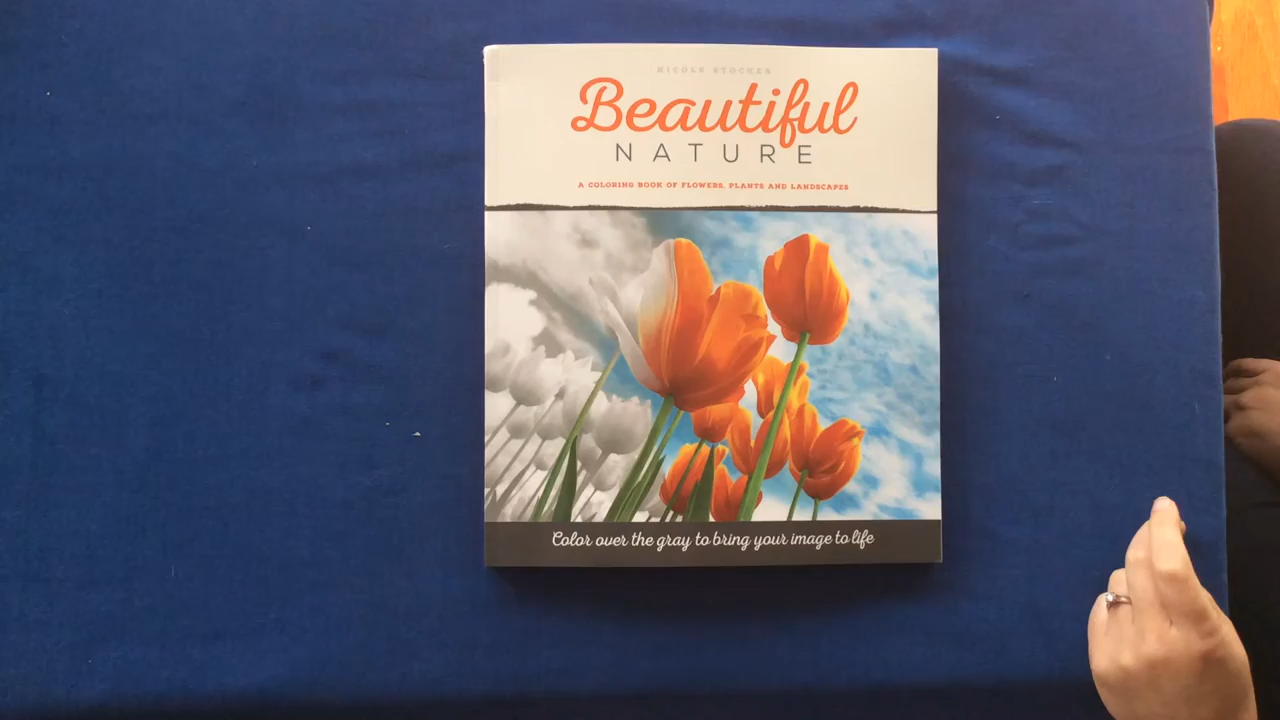 NICOLE STOCKER
Beautiful
NATURE
A COLORING BOOK OF FLOWERS, PLANTS AND LANDSCAPES
Color over the gray to bring your image to life